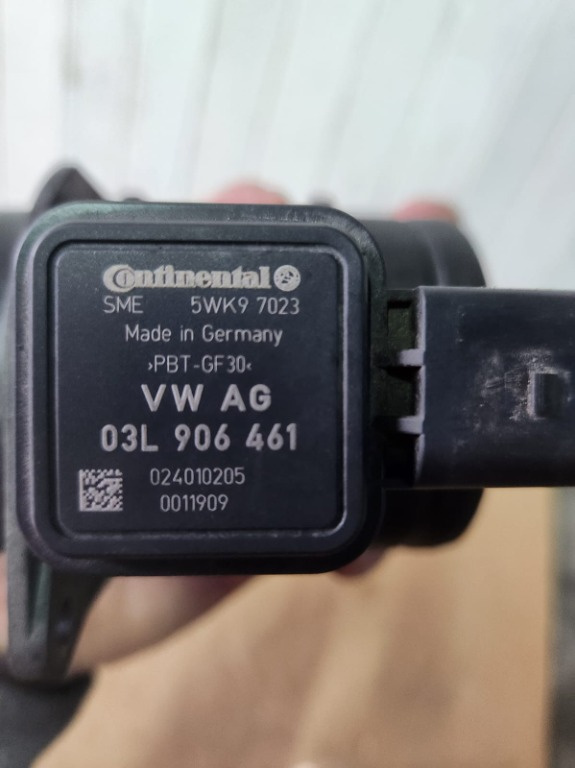 Continental
SME 5WK9 7023
Made in Germany
>PBT-GF30<
VW AG
03L 906 461
024010205
0011909